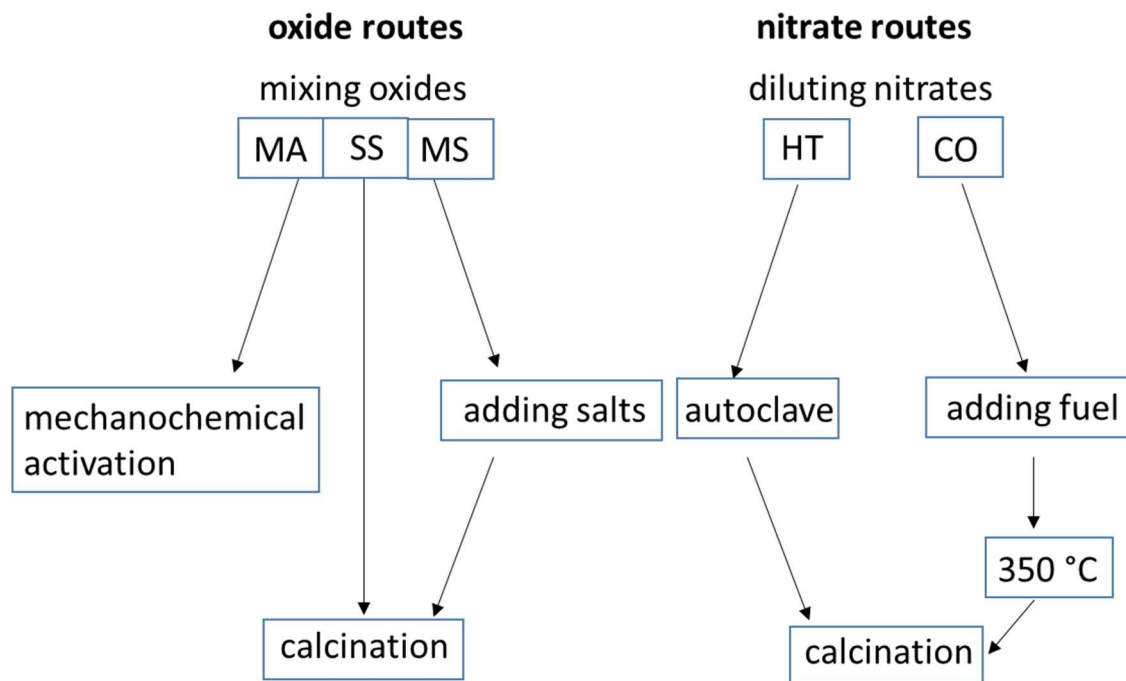 oxide routes
mixing oxides
MA
SS
MS
mechanochemical
activation
adding salts
calcination
nitrate routes
diluting nitrates
HT
CO
autoclave
adding fuel
350 °C
calcination